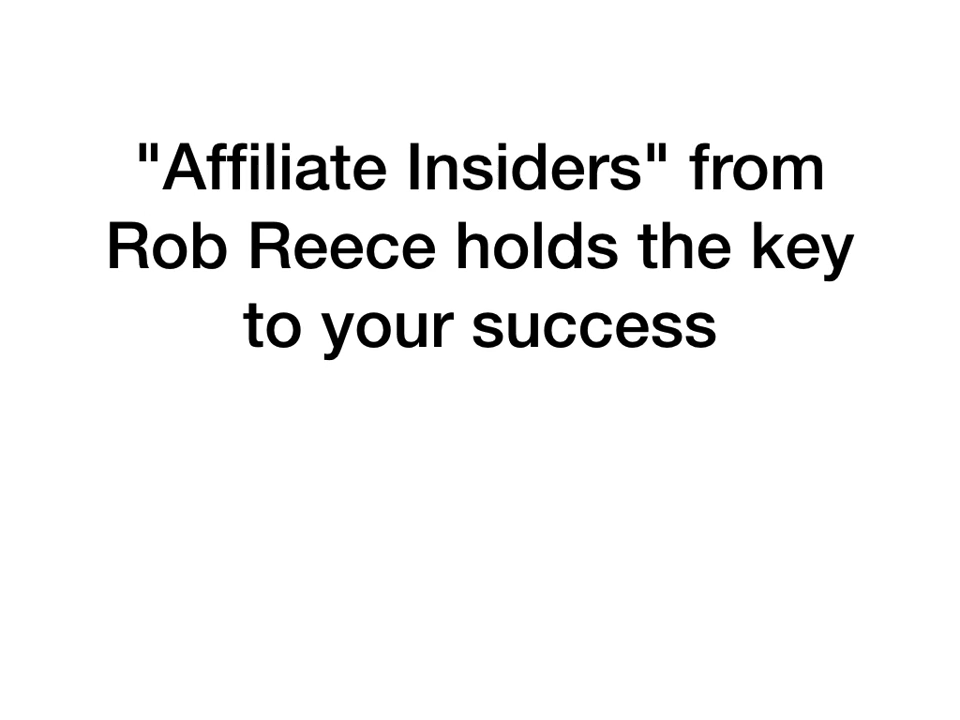 "Affiliate Insiders" from
Rob Reece holds the key
to your success